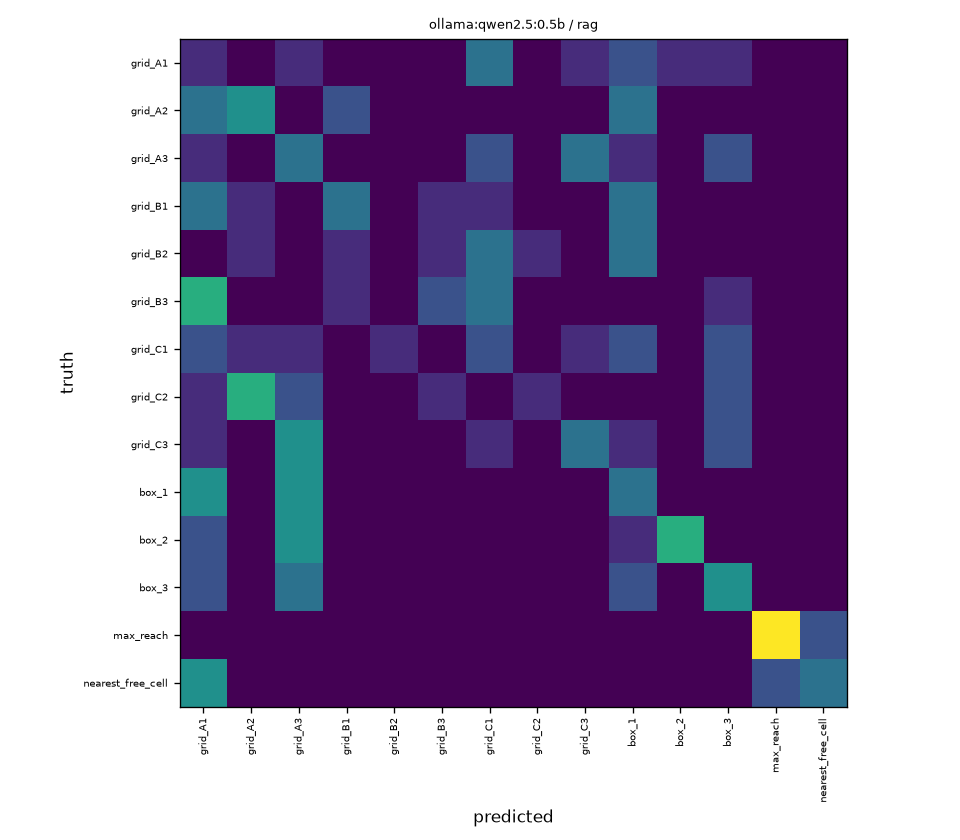 ollama:qwen2.5:0.5b / rag
truth
grid_A1
grid_A2
grid_A3
grid_B1
grid_B2
grid_B3
grid_C1
grid_C2
grid_C3
box_1
box_2
box_3
max_reach
nearest_free_cell
grid_A1
grid_A2
grid_A3
grid_B1
grid_B2
grid_B3
grid_C1
grid_C2
grid_C3
box_1
box_2
box_3
max_reach
nearest_free_cell
predicted